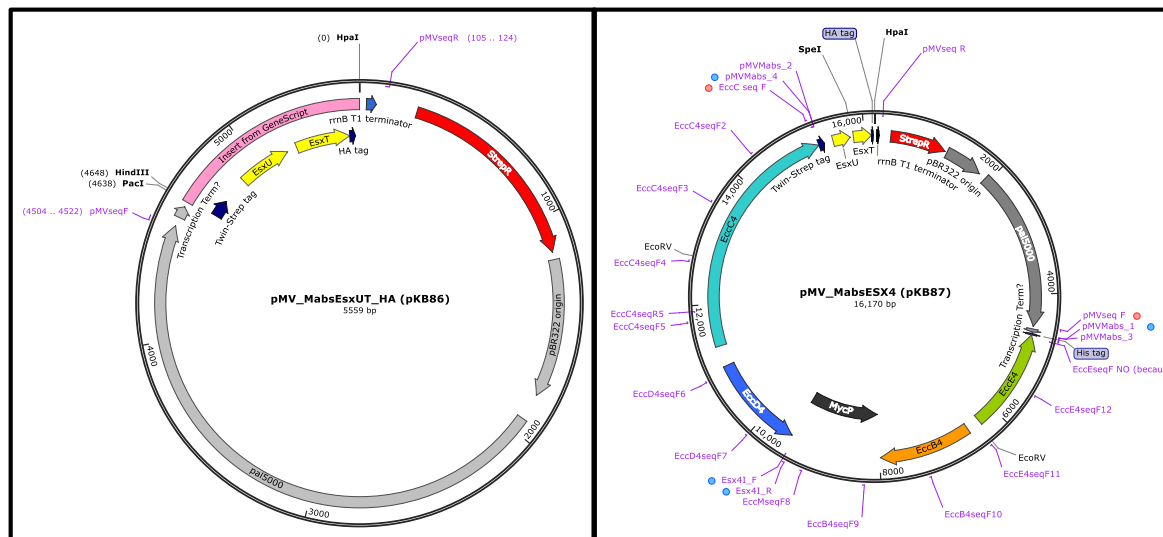 (0) HpaI
pMVseqR (105 .. 124)
rrnB T1 terminator
HA tag
EsxT
EsxU
Insert from GeneScript
5000
StrepR
1000
(4648) HindIII
(4638) PacI
(4504 .. 4522) pMVseqF
Transcription Term?
Twin-Strep tag
pMV_MabsEsxUT_HA (pKB86)
5559 bp
pBR322 origin
4000
2000
pal5000
3000
HA tag
HpaI
SpeI
pMVseq R
pMVMabs_2
pMVMabs_4
EccC seq F
16,000
EccC4seqF2
StrepR
2000
EsxT
EsxU
rrnB T1 terminator
pBR322 origin
Twin-Strep tag
EccC4seqF3
14,000
EccC4
pal5000
EcoRV
EccC4seqF4
4000
pMV_MabsESX4 (pKB87)
16,170 bp
EccC4seqR5
EccC4seqF5
12,000
Transcription Term?
pMVseq F
pMVMabs_1
pMVMabs_3
His tag
EccEseqF NO (becau
EccE4
EccD4seqF6
EccD4
MycP
EccE4seqF12
6000
EccB4
10,000
8000
EccD4seqF7
EcoRV
EccE4seqF11
Esx4I_F
Esx4I_R
EccMseqF8
EccB4seqF10
EccB4seqF9